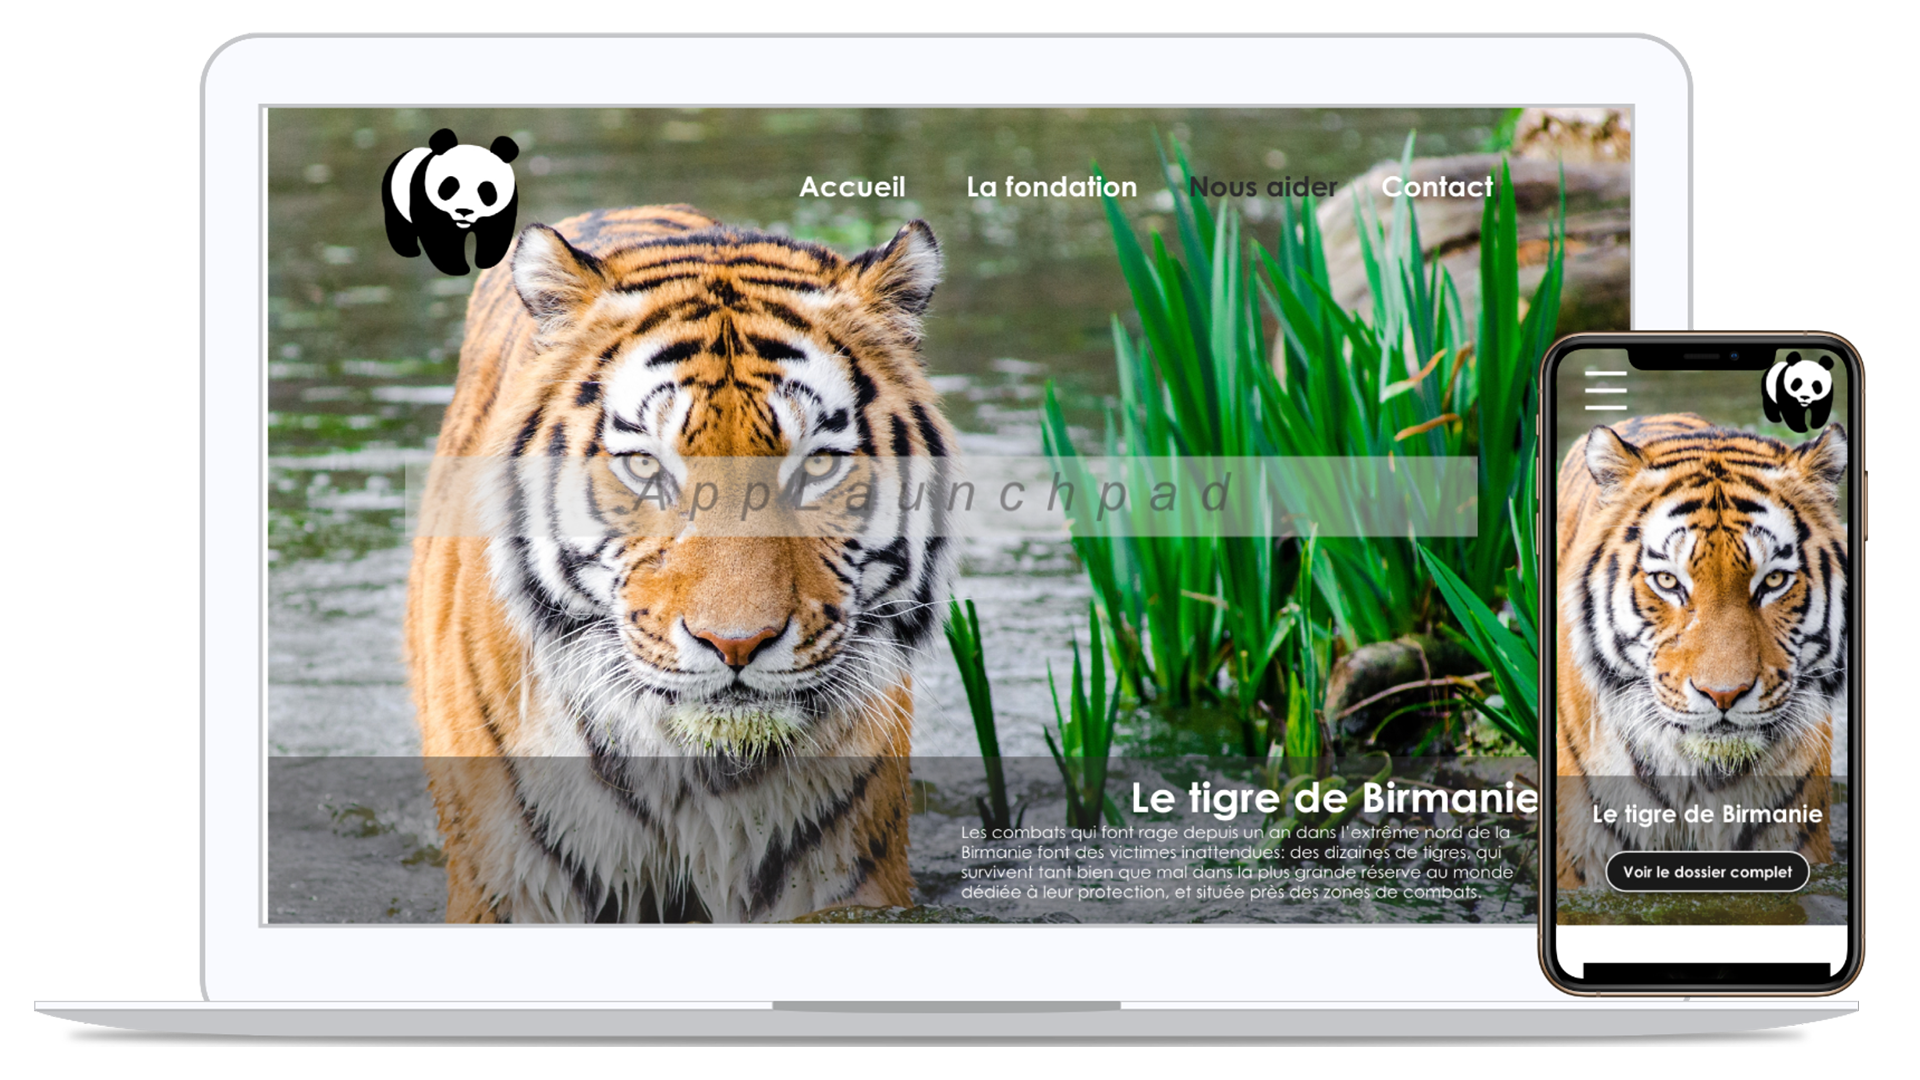 Accueil La fondation Nous aider Contact
AppLaunchpad
Le tigre de Birmanie
Les combats qui font rage depuis un an dans l'extrême nord de la
Birmanie font des victimes inattendues: des dizaines de tigres, qui
survivent tant bien que mal dans la plus grande réserve au monde
dédiée à leur protection, et située près des zones de combats.
Le tigre de Birmanie
Voir le dossier complet